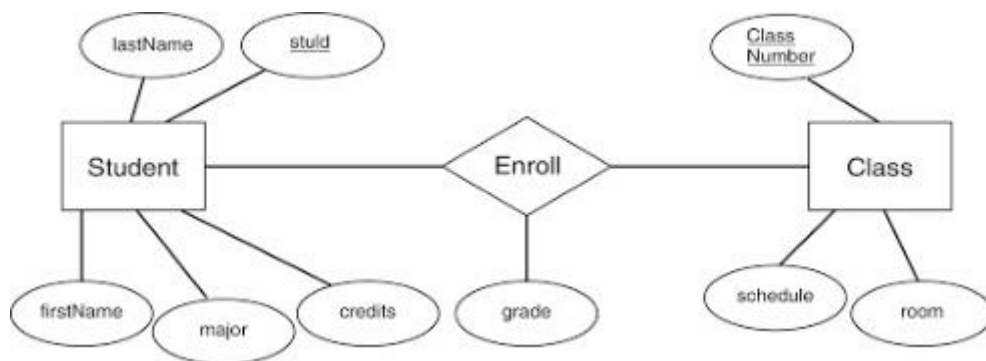 lastName
stuId
Class
Number
Student
Enroll
Class
firstName
major
credits
grade
schedule
room